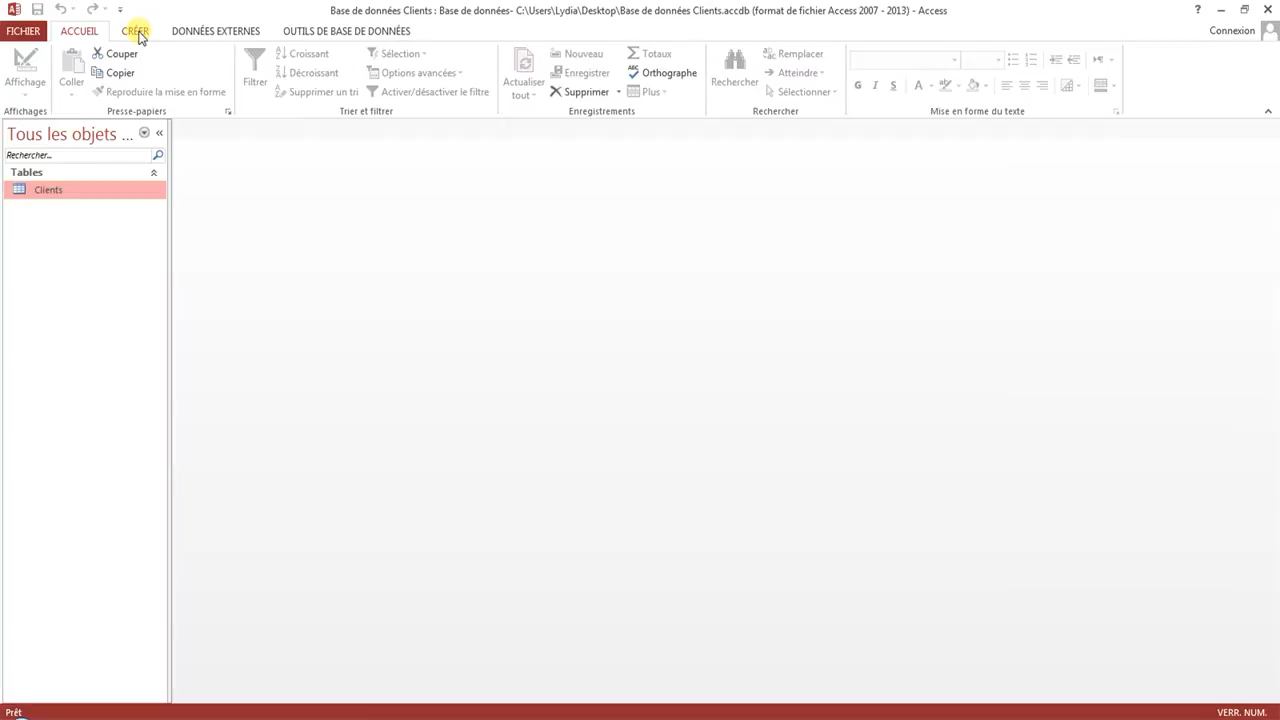 Base de données Clients : Base de données- C:\Users\Lydia\Desktop\Base de données Clients.accdb (format de fichier Access 2007 - 2013) - Access
FICHIER ACCUEIL CRÉER DONNÉES EXTERNES OUTILS DE BASE DE DONNÉES Connexion
Affichage
Affichages
Coller
Couper
Copier
Reproduire la mise en forme
Presse-papiers
Filtrer
Croissant
Décroissant
Supprimer un tri
Sélection
Options avancées
Activer/désactiver le filtre
Trier et filtrer
Actualiser
tout
Nouveau
Enregistrer
Supprimer
Totaux
Orthographe
Plus
Enregistrements
Rechercher
Remplacer
Atteindre
Sélectionner
Rechercher
G I S A
Mise en forme du texte
Tous les objets ...
Rechercher...
Tables
Clients
Prêt
VERR. NUM.